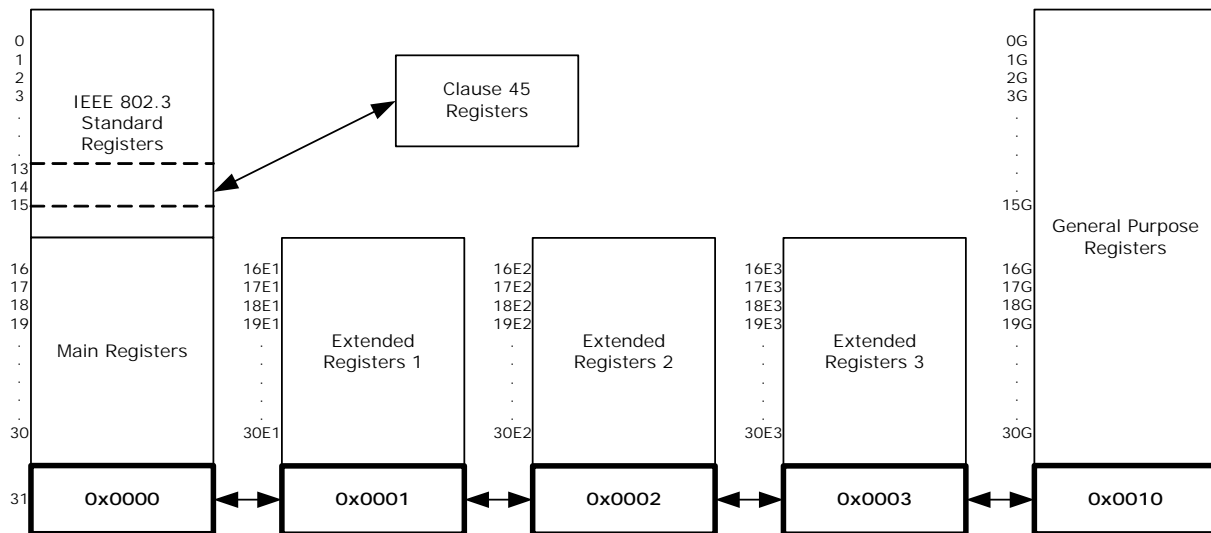 0
1
2
3
.
.
.
13
14
15
IEEE 802.3
Standard
Registers
Clause 45
Registers
0G
1G
2G
3G
.
.
.
.
.
15G
General Purpose
Registers
16
17
18
19
.
.
.
.
.
30
Main Registers
16E1
17E1
18E1
19E1
.
.
.
.
.
30E1
Extended
Registers 1
16E2
17E2
18E2
19E2
.
.
.
.
.
30E2
Extended
Registers 2
16E3
17E3
18E3
19E3
.
.
.
.
.
30E3
Extended
Registers 3
16G
17G
18G
19G
.
.
.
.
.
30G
31
0x0000
0x0001
0x0002
0x0003
0x0010